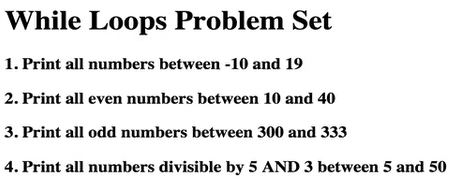 While Loops Problem Set
1. Print all numbers between -10 and 19
2. Print all even numbers between 10 and 40
3. Print all odd numbers between 300 and 333
4. Print all numbers divisible by 5 AND 3 between 5 and 50